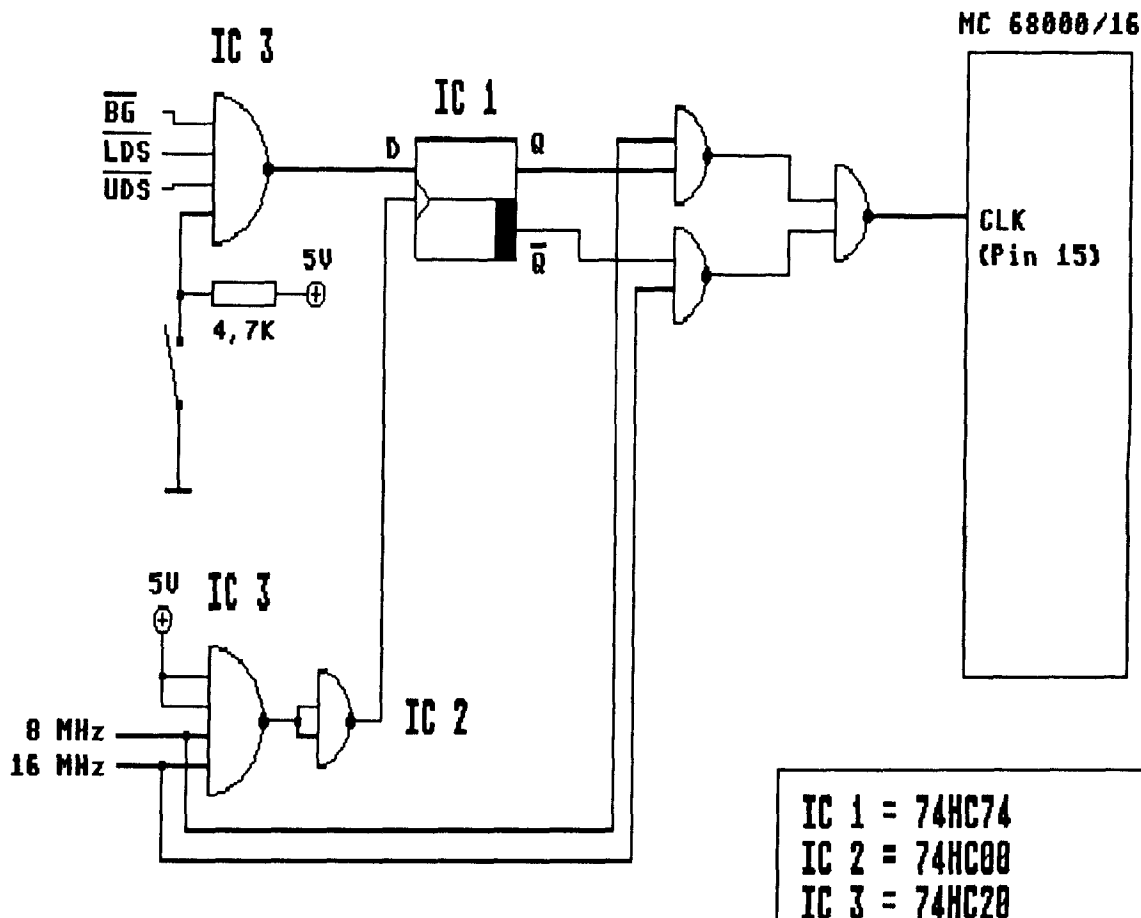 MC 68000/16
IC 3
IC 1
BG
LDS
UDS
D
Q
Q
5V
4,7K
CLK
(Pin 15)
5V
IC 3
IC 2
8 MHz
16 MHz
IC 1 = 74HC74
IC 2 = 74HC00
IC 3 = 74HC20